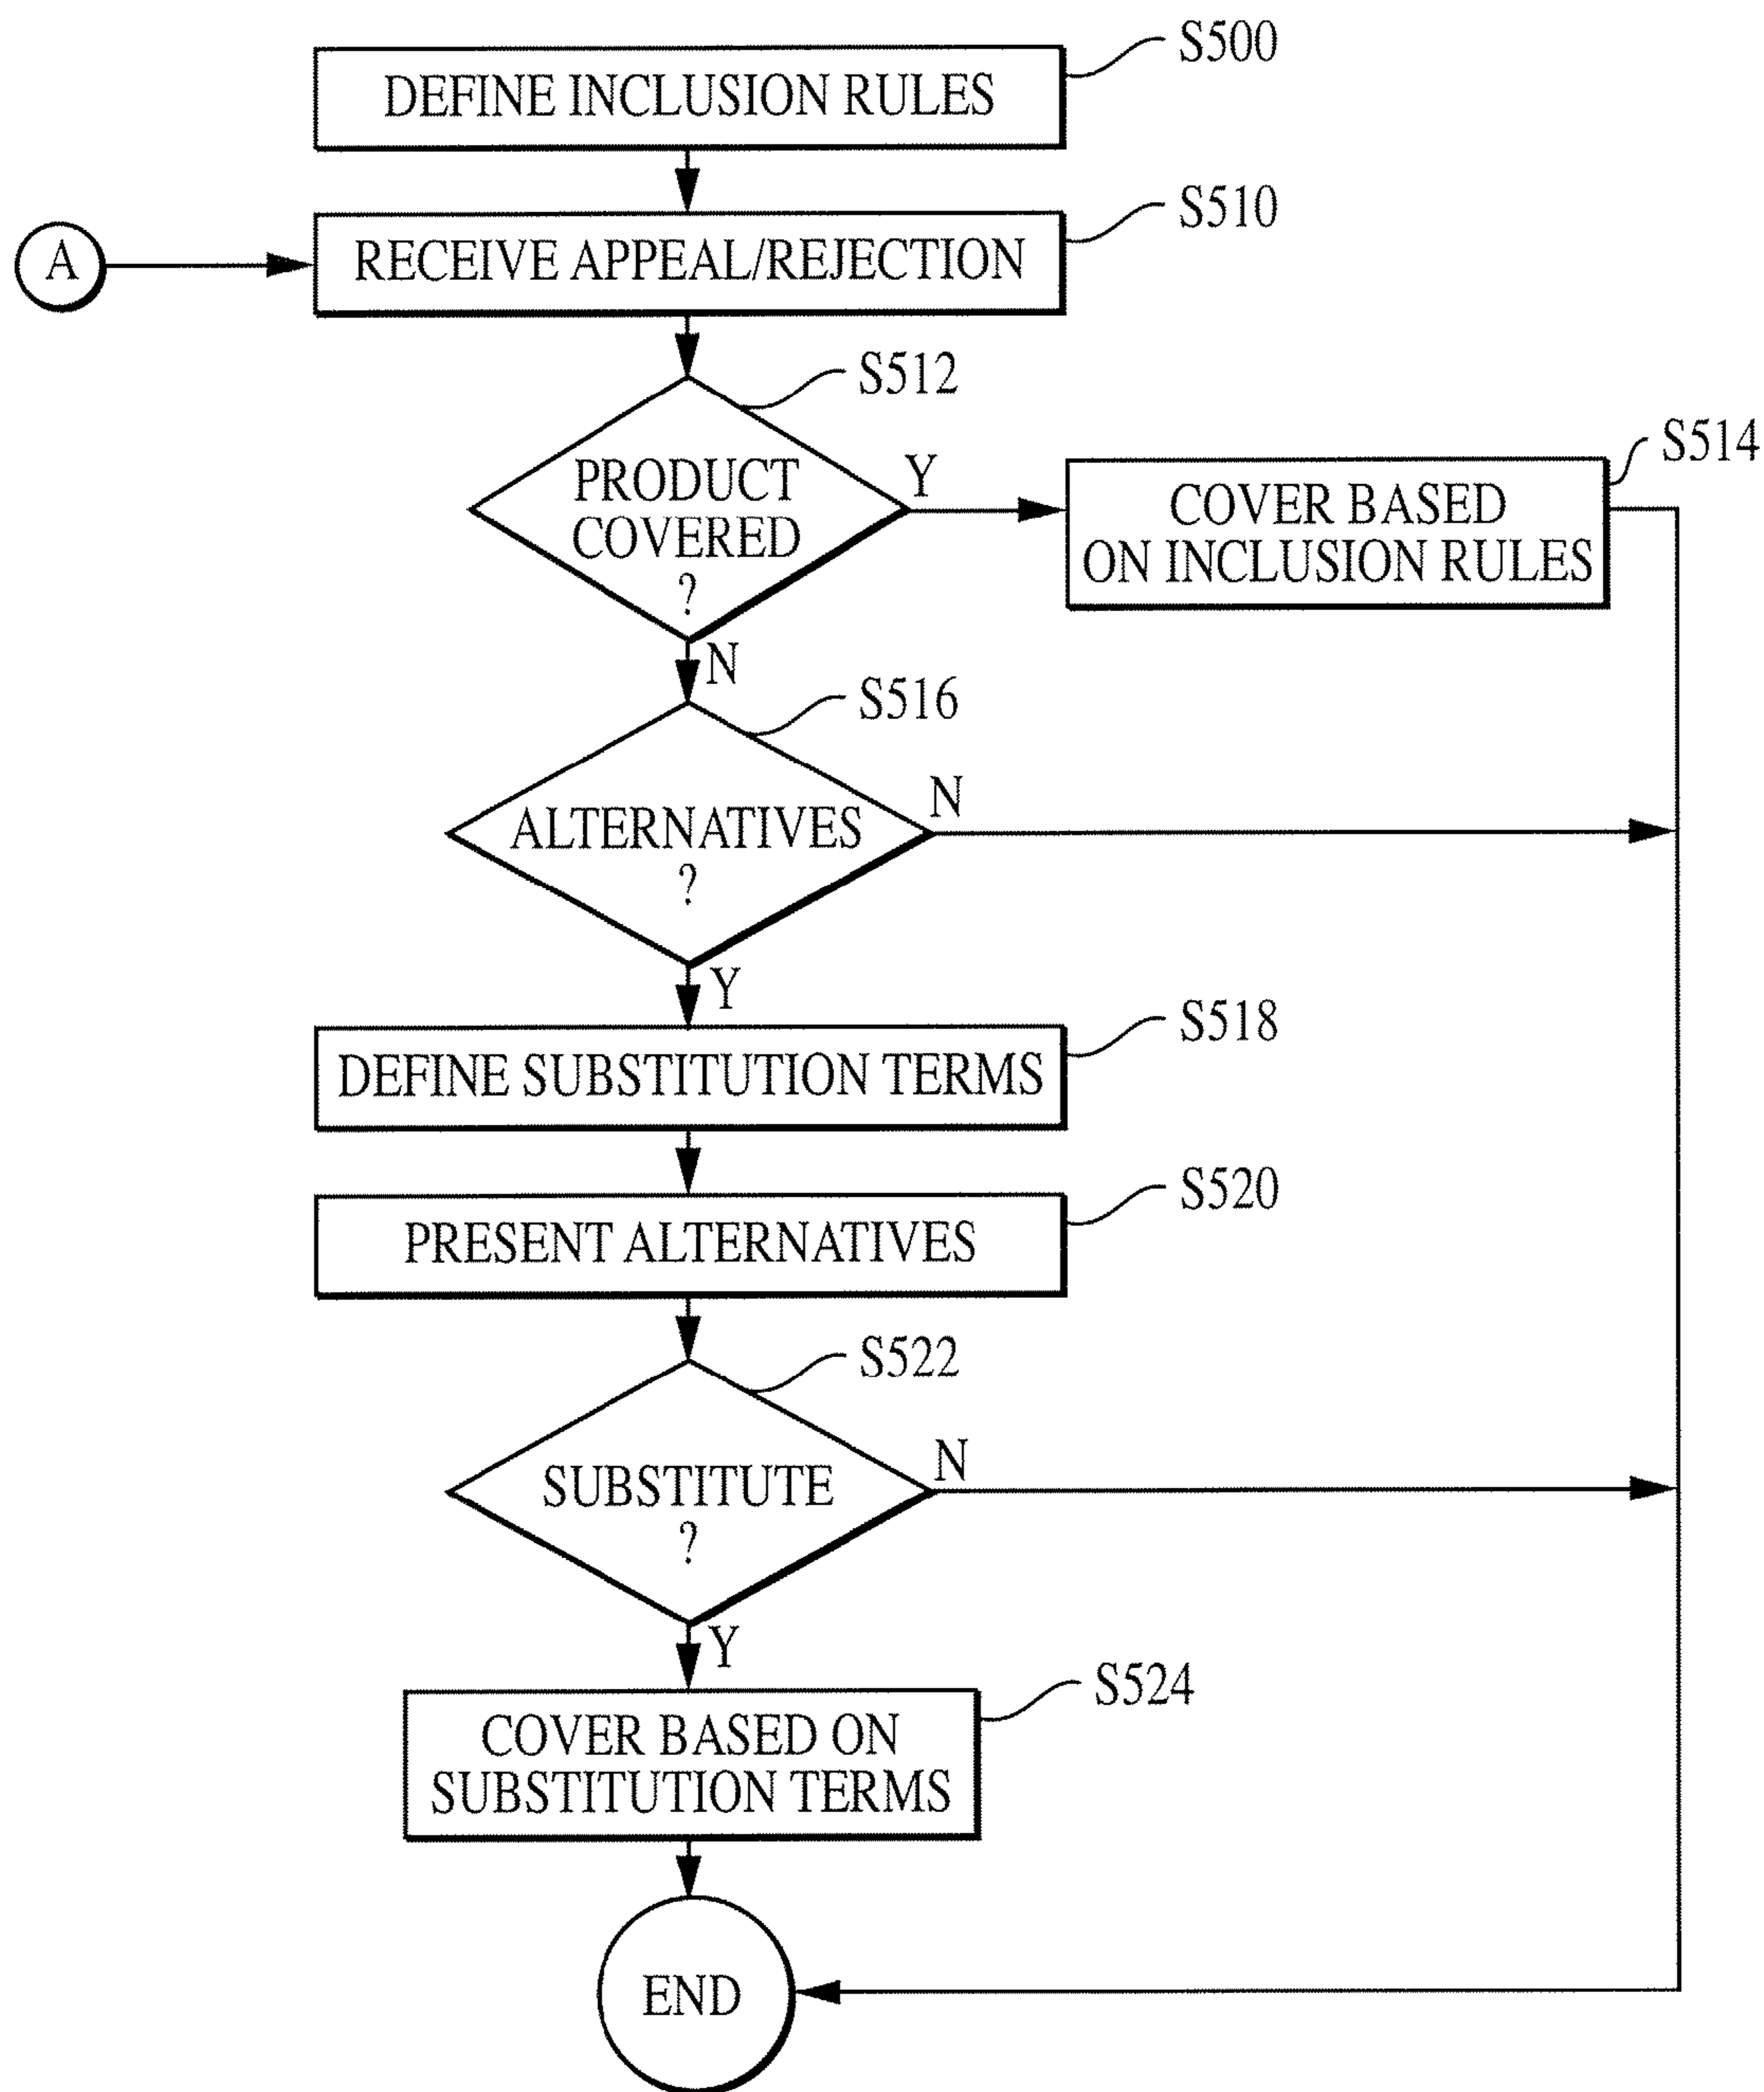 S500
DEFINE INCLUSION RULES
S510
A
RECEIVE APPEAL/REJECTION
S512
PRODUCT
COVERED
?
Y
S514
COVER BASED
ON INCLUSION RULES
N
S516
ALTERNATIVES
?
N
Y
S518
DEFINE SUBSTITUTION TERMS
S520
PRESENT ALTERNATIVES
S522
SUBSTITUTE
?
N
Y
S524
COVER BASED ON
SUBSTITUTION TERMS
END